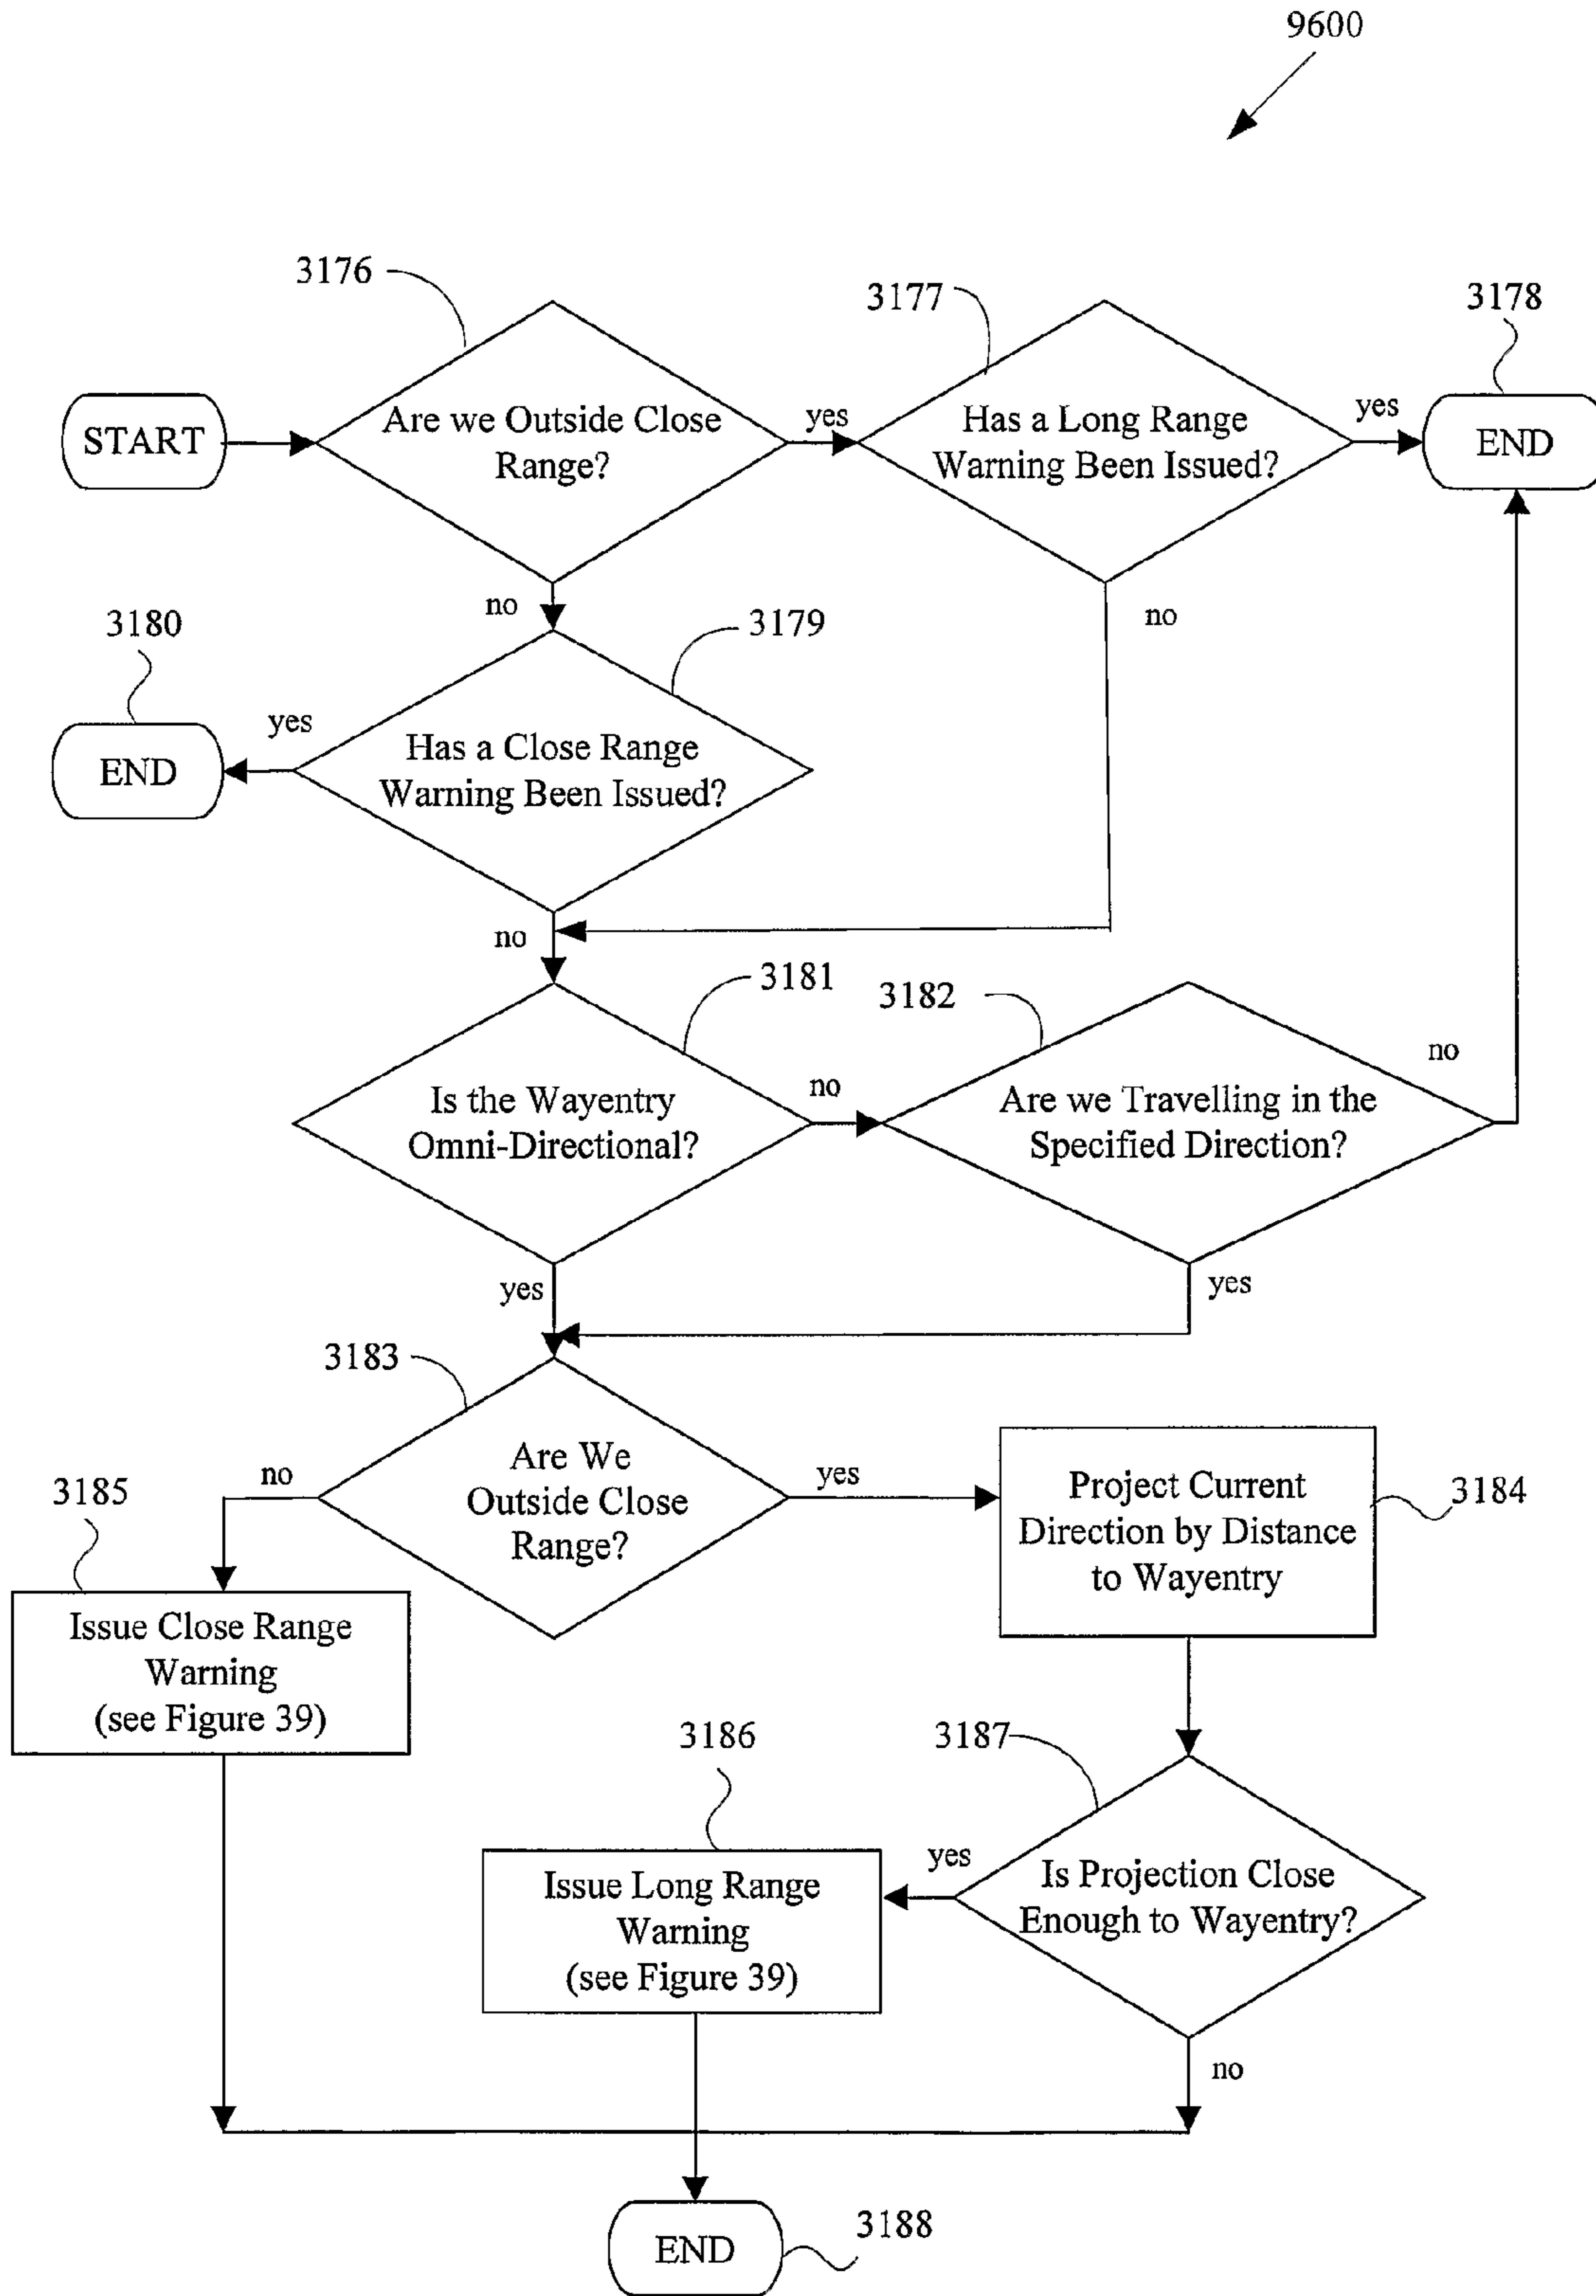 9600
3176
3177
3178
START
Are we Outside Close
Range?
yes
Has a Long Range
Warning Been Issued?
yes
END
no
no
3180
3179
yes
END
Has a Close Range
Warning Been Issued?
no
3181
3182
Is the Wayentry
Omni-Directional?
no
Are we Travelling in the
Specified Direction?
no
yes
yes
3183
Are We
Outside Close
Range?
no
yes
Project Current
Direction by Distance
to Wayentry
3184
3185
Issue Close Range
Warning
(see Figure 39)
3186
3187
Issue Long Range
Warning
(see Figure 39)
yes
Is Projection Close
Enough to Wayentry?
no
END
3188